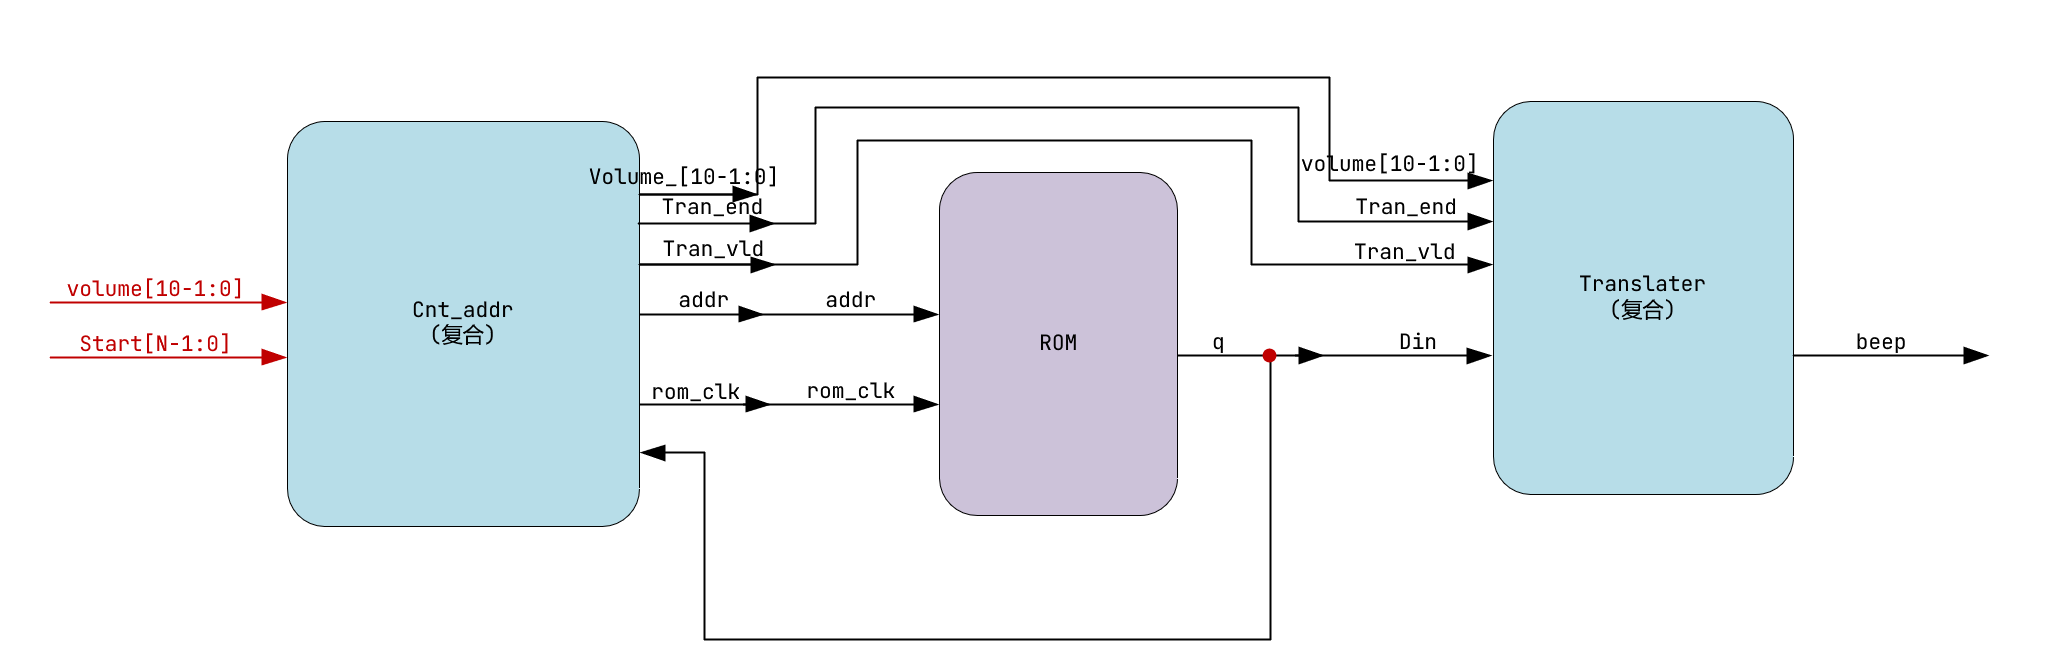 volume[10-1:0]
Start[N-1:0]
Cnt_addr
(复合)
Volume_[10-1:0]
Tran_end
Tran_vld
addr
rom_clk
addr
rom_clk
ROM
q
volume[10-1:0]
Tran_end
Tran_vld
Din
Translater
(复合)
beep